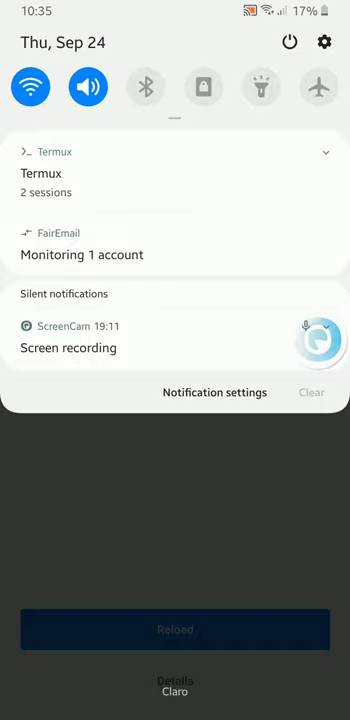 10:35
17%
Thu, Sep 24
Termux
Termux
2 sessions
FairEmail
Monitoring 1 account
Silent notifications
ScreenCam 19:11
Screen recording
Notification settings
Clear
Reload
Details
Claro